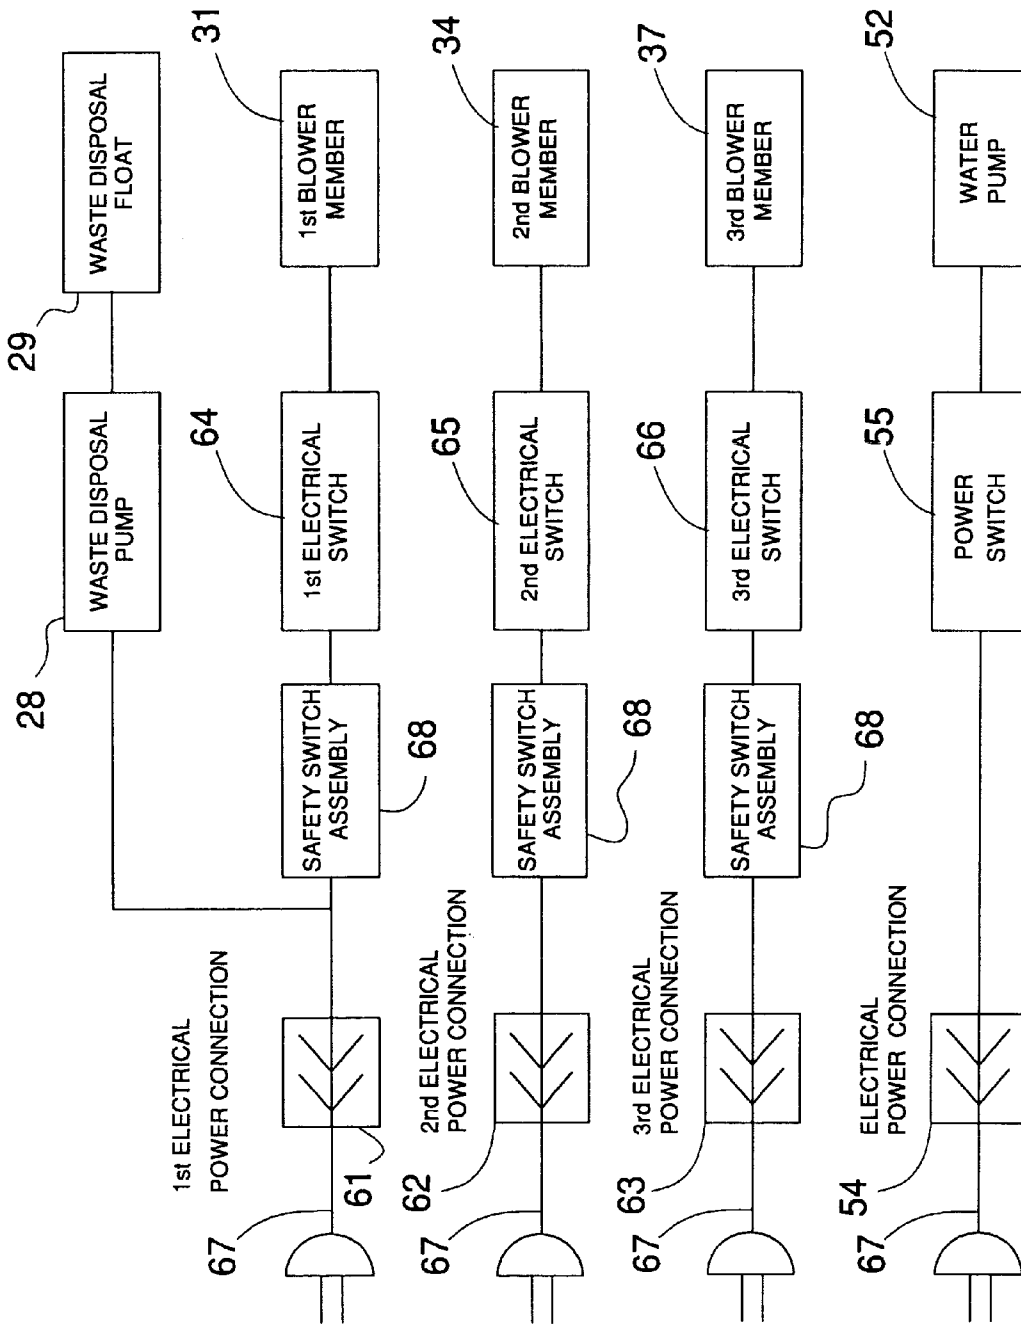 29
WASTE DISPOSAL
FLOAT
28
WASTE DISPOSAL
PUMP
31
1st BLOWER
MEMBER
64
1st ELECTRICAL
SWITCH
SAFETY SWITCH
ASSEMBLY
68
1st ELECTRICAL
POWER CONNECTION
61
67
34
2nd BLOWER
MEMBER
65
2nd ELECTRICAL
SWITCH
SAFETY SWITCH
ASSEMBLY
68
2nd ELECTRICAL
POWER CONNECTION
62
67
37
3rd BLOWER
MEMBER
66
3rd ELECTRICAL
SWITCH
SAFETY SWITCH
ASSEMBLY
68
3rd ELECTRICAL
POWER CONNECTION
63
67
52
WATER
PUMP
55
POWER
SWITCH
ELECTRICAL
POWER CONNECTION
54
67